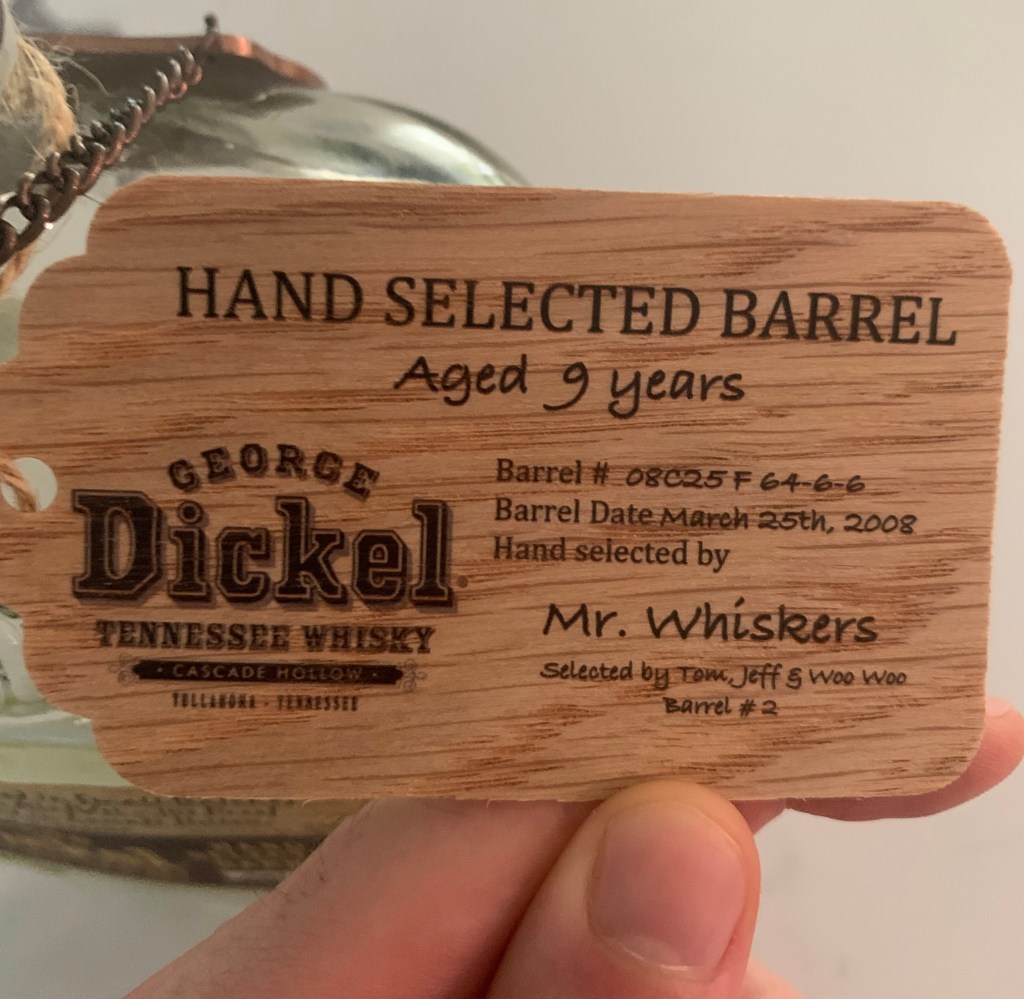 HAND SELECTED BARREL
Aged 9 years
GEORGE
Dickel
TENNESSEE WHISKY
CASCADE HOLLOW
TULLAHOMA · TENNESSEE
Barrel # 08C25 F 64-6-6
Barrel Date March 25th, 2008
Hand selected by
Mr. Whiskers
Selected by Tom, Jeff & Woo Woo
Barrel # 2